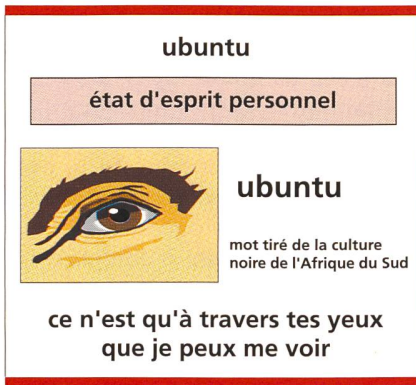 ubuntu
état d'esprit personnel
ubuntu
mot tiré de la culture
noire de l'Afrique du Sud
ce n'est qu'à travers tes yeux
que je peux me voir